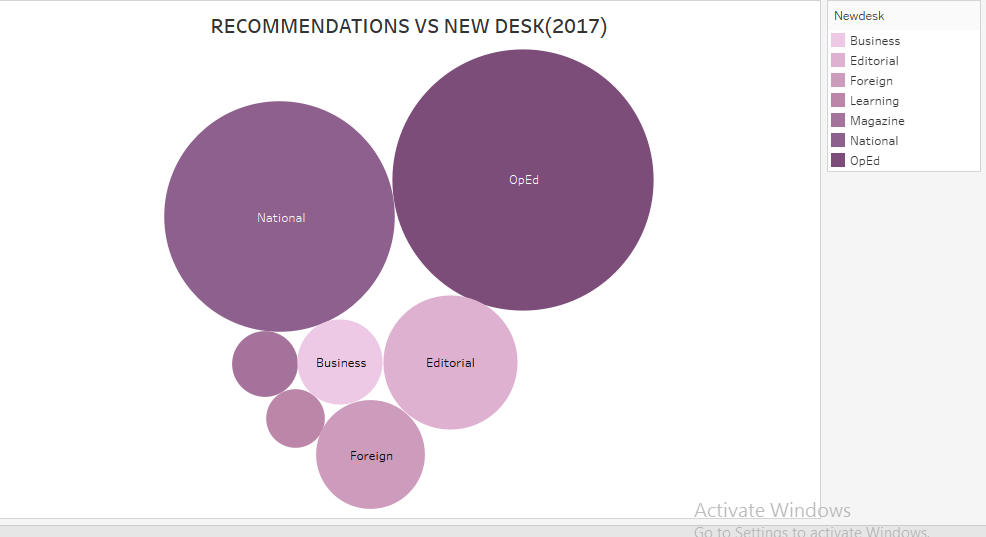 RECOMMENDATIONS VS NEW DESK(2017)
Newdesk
Business
Editorial
Foreign
Learning
Magazine
National
OpEd
OpEd
National
Business
Editorial
Foreign
Activate Windows
Go to Settings to activate Windows.